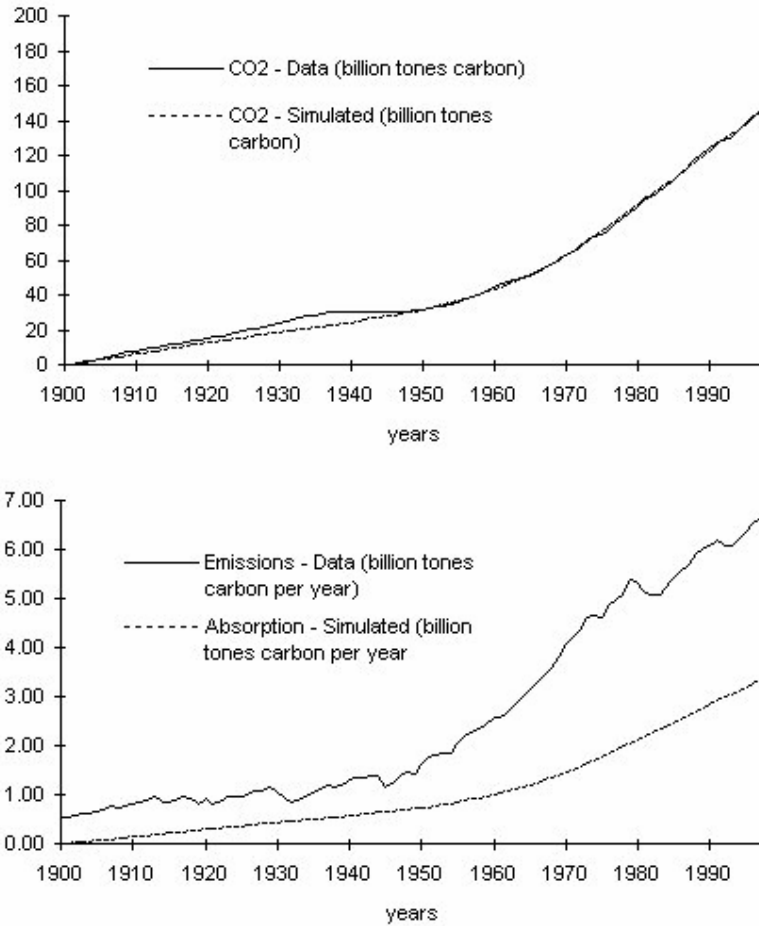 200
180
160
140
120
100
80
60
40
20
0
CO2 - Data (billion tones carbon)
CO2 - Simulated (billion tones
carbon)
1900 1910 1920 1930 1940 1950 1960 1970 1980 1990
years
7.00
6.00
5.00
4.00
3.00
2.00
1.00
0.00
Emissions - Data (billion tones
carbon per year)
Absorption - Simulated (billion
tones carbon per year
1900 1910 1920 1930 1940 1950 1960 1970 1980 1990
years